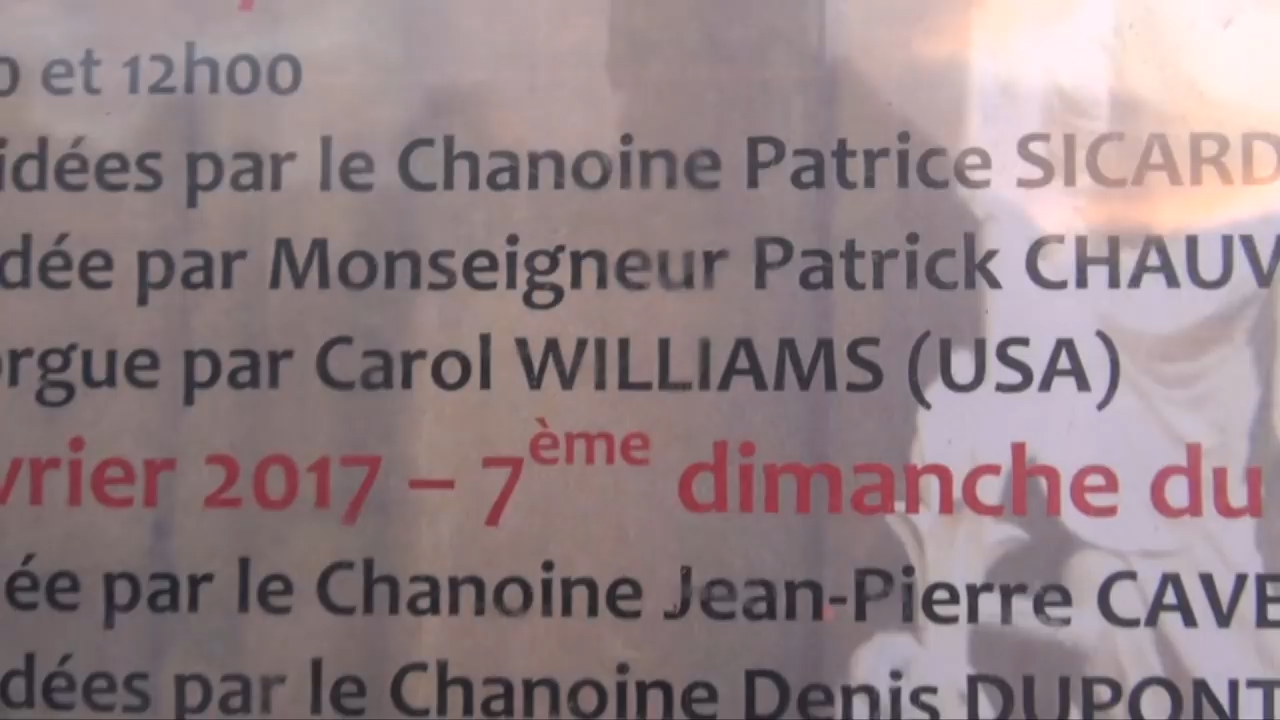 et 12h00
idées par le Chanoine Patrice SICARD
dée par Monseigneur Patrick CHAUV
orgue par Carol WILLIAMS (USA)
vrier 2017 – 7ème dimanche du
ée par le Chanoine Jean-Pierre CAVE
dées par le Chanoine Denis DUPONT